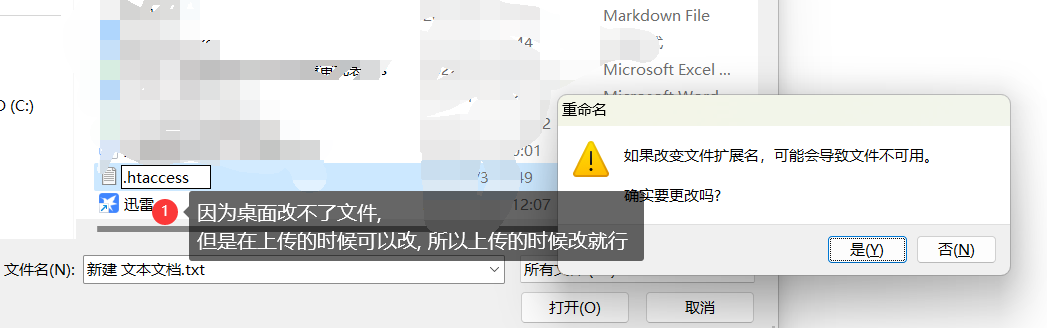 Markdown File
44
Microsoft Excel ...
Microsoft Word
O (C:)
重命名
如果改变文件扩展名，可能会导致文件不可用。
确实要更改吗?
.htaccess
49
迅雷
12:07
1
因为桌面改不了文件,
但是在上传的时候可以改, 所以上传的时候改就行
是(Y)
否(N)
文件名(N):
新建 文本文档.txt
打开(O)
取消